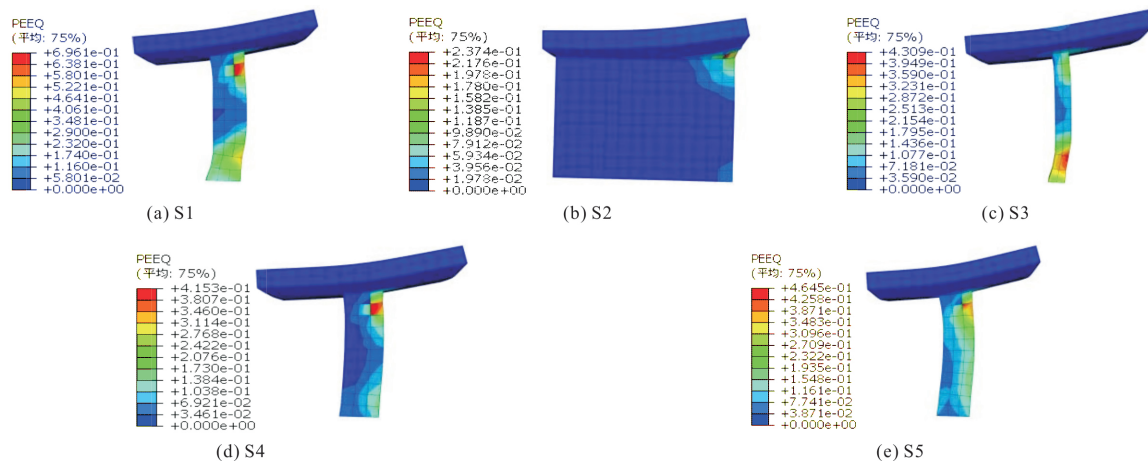 PEEQ
(平均: 75%)
+6.961e-01
+6.381e-01
+5.801e-01
+5.221e-01
+4.641e-01
+4.061e-01
+3.481e-01
+2.900e-01
+2.320e-01
+1.740e-01
+1.160e-01
+5.801e-02
+0.000e+00
(a) S1
PEEQ
(平均: 75%)
+2.374e-01
+2.176e-01
+1.978e-01
+1.780e-01
+1.582e-01
+1.385e-01
+1.187e-01
+9.890e-02
+7.912e-02
+5.934e-02
+3.956e-02
+1.978e-02
+0.000e+00
(b) S2
PEEQ
(平均: 75%)
+4.309e-01
+3.949e-01
+3.590e-01
+3.231e-01
+2.872e-01
+2.513e-01
+2.154e-01
+1.795e-01
+1.436e-01
+1.077e-01
+7.181e-02
+3.590e-02
+0.000e+00
(c) S3
PEEQ
(平均: 75%)
+4.153e-01
+3.807e-01
+3.460e-01
+3.114e-01
+2.768e-01
+2.422e-01
+2.076e-01
+1.730e-01
+1.384e-01
+1.038e-01
+6.921e-02
+3.461e-02
+0.000e+00
(d) S4
PEEQ
(平均: 75%)
+4.645e-01
+4.258e-01
+3.871e-01
+3.483e-01
+3.096e-01
+2.709e-01
+2.322e-01
+1.935e-01
+1.548e-01
+1.161e-01
+7.741e-02
+3.871e-02
+0.000e+00
(e) S5